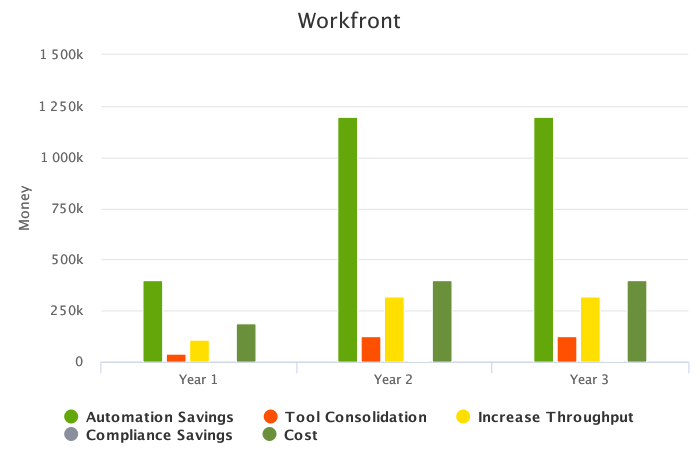 Workfront
1 500k
1 250k
1 000k
750k
500k
250k
0
Money
Year 1 Year 2 Year 3
Automation Savings Tool Consolidation Increase Throughput
Compliance Savings Cost